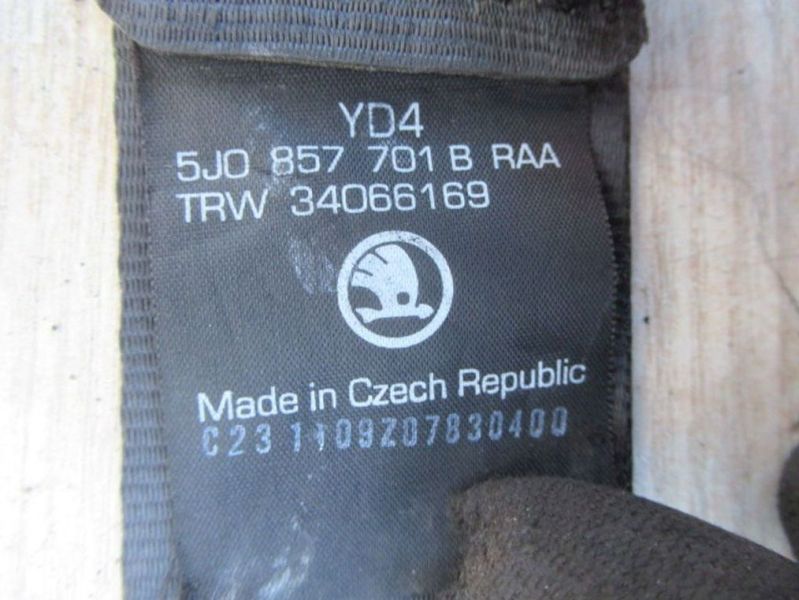 YD4
5J0 857 701 B RAA
TRW 34066169
Made in Czech Republic
C23 1109Z07830400